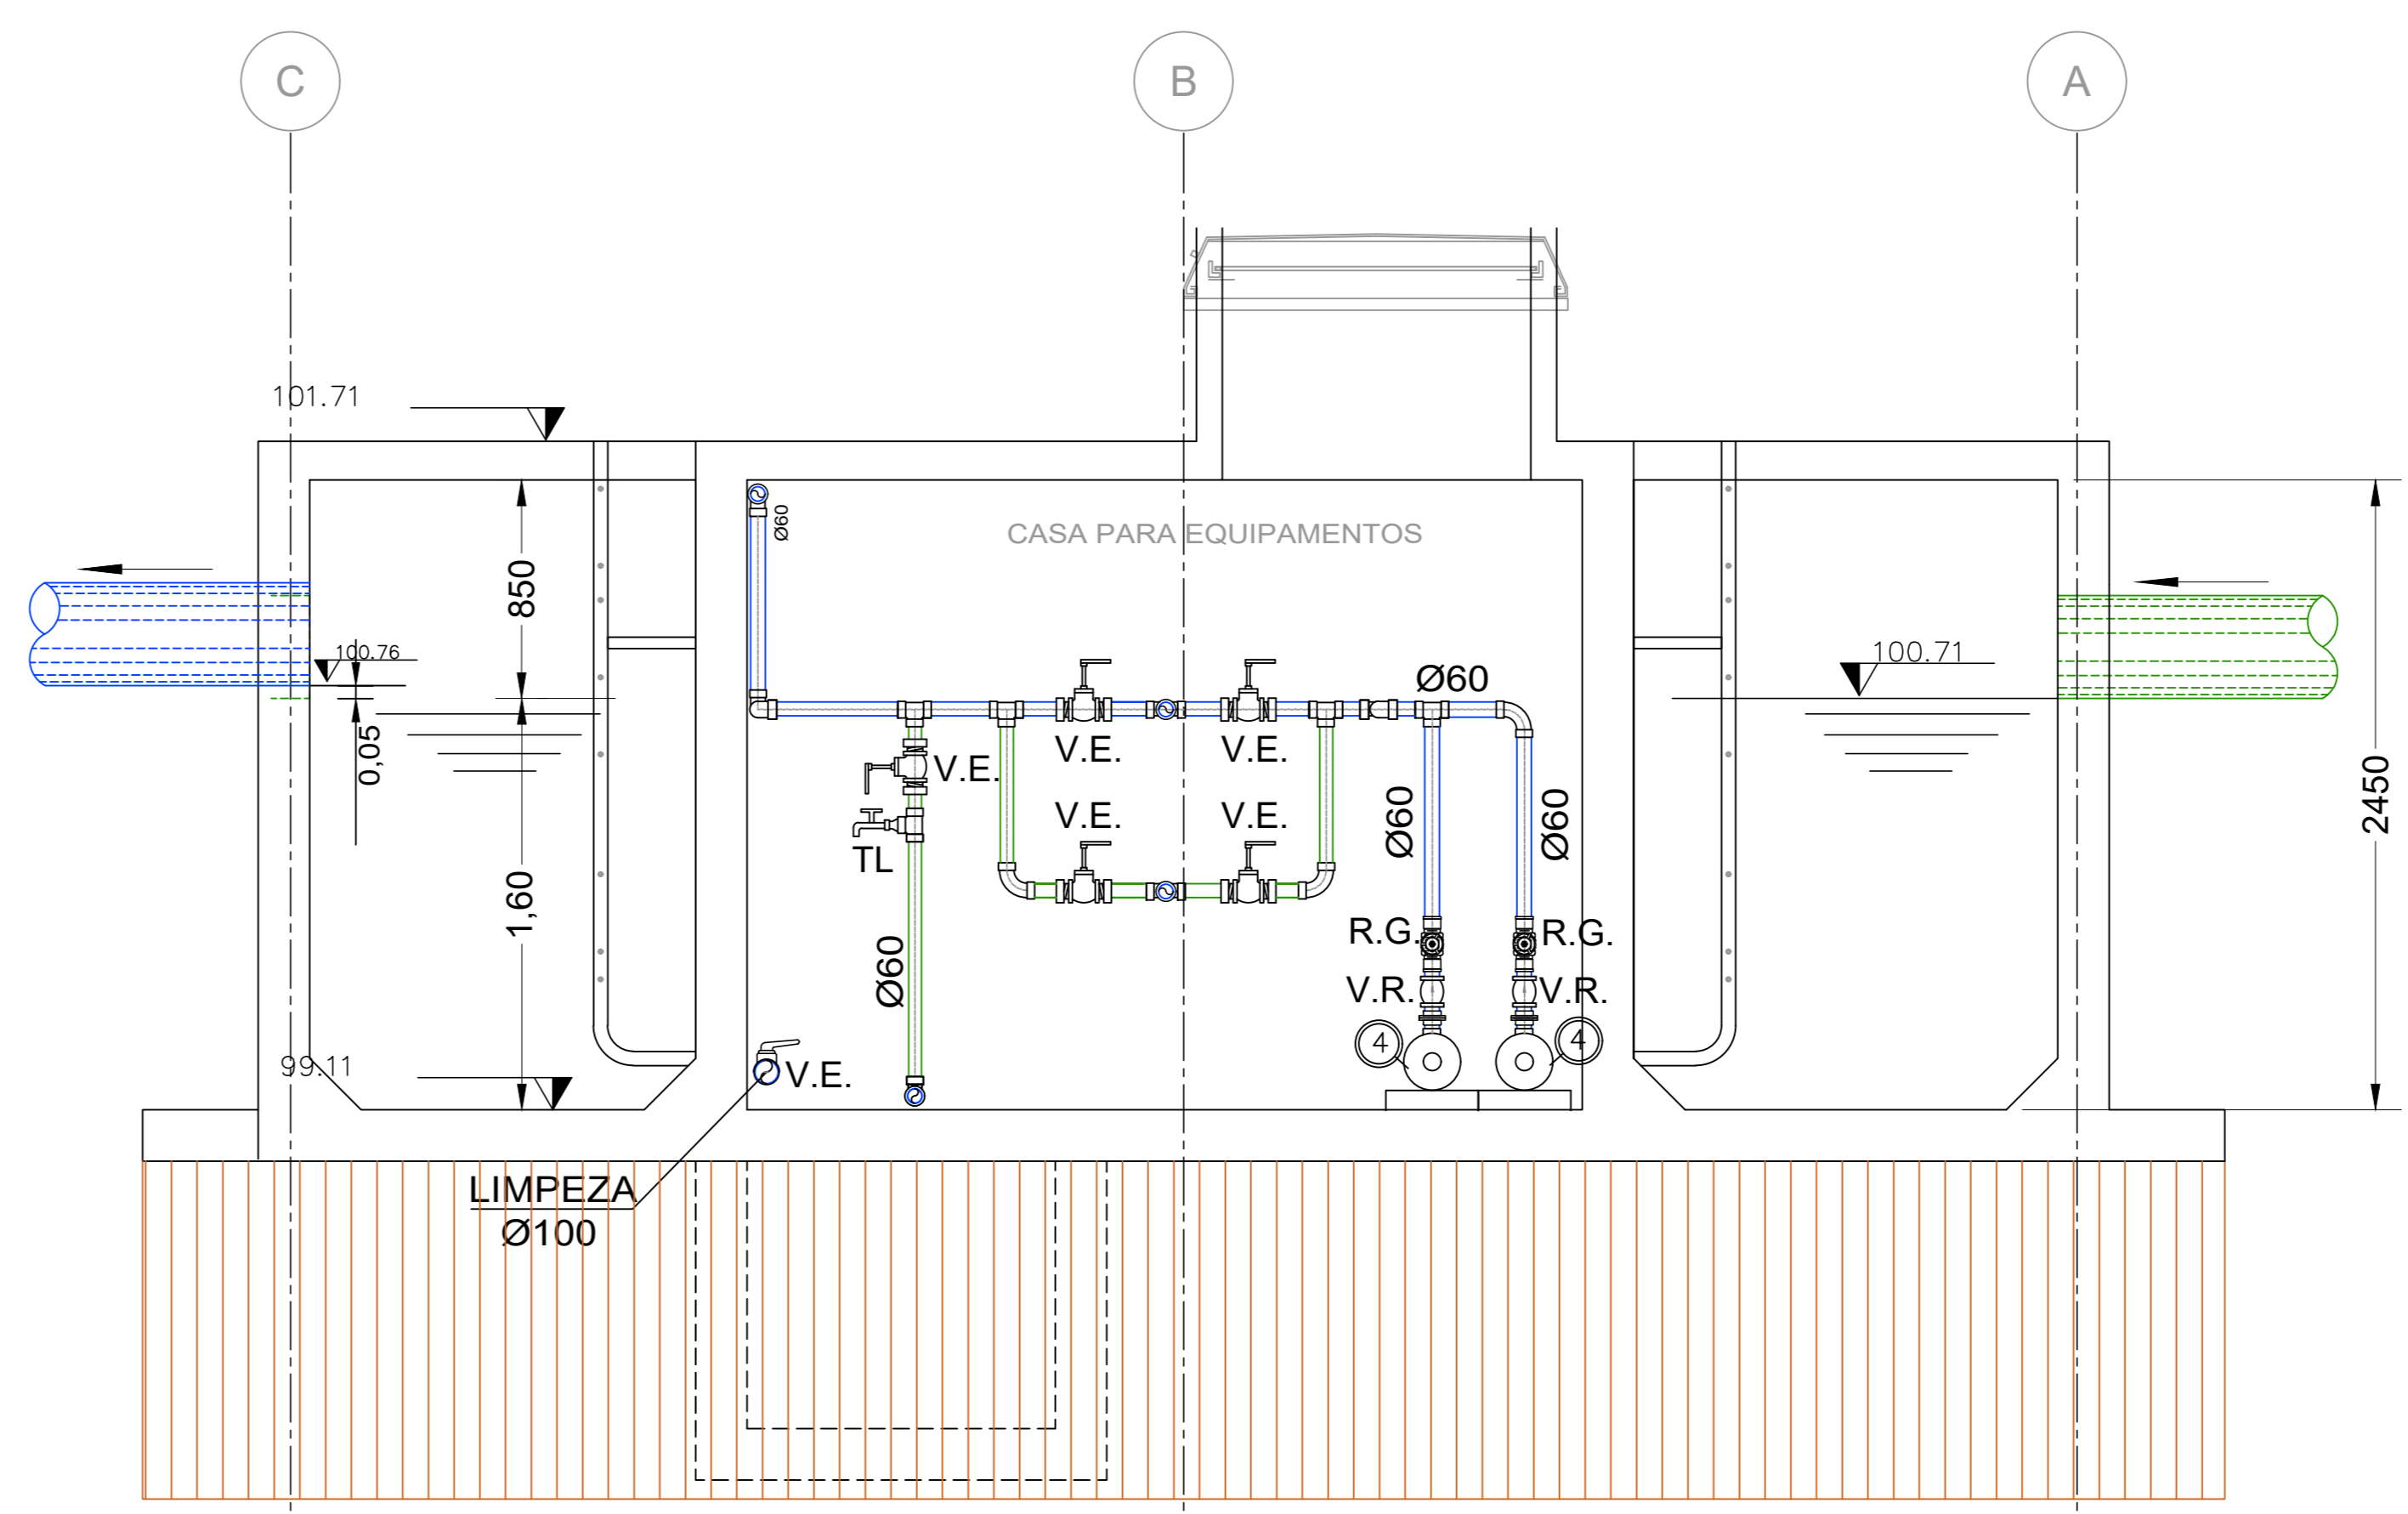 C
B
A
101.71
Ø60
CASA PARA EQUIPAMENTOS
850
100.76
100.71
Ø60
0,05
V.E.
V.E.
V.E.
2450
V.E.
V.E.
Ø60
Ø60
TL
1,60
R.G.
R.G.
Ø60
V.R.
V.R.
4
4
99.11
V.E.
LIMPEZA
Ø100